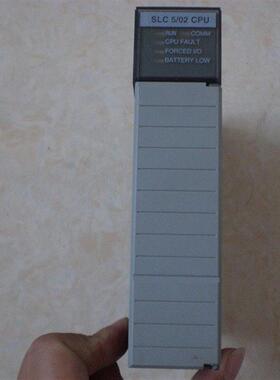 SLC 5/02 CPU
RUN COMM
CPU FAULT
FORCED I/O
BATTERY LOW